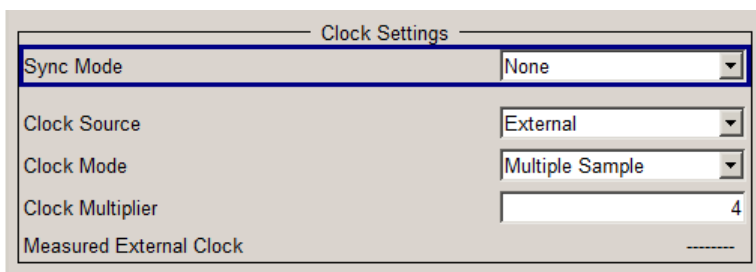 Clock Settings
Sync Mode None
Clock Source External
Clock Mode Multiple Sample
Clock Multiplier 4
Measured External Clock --------